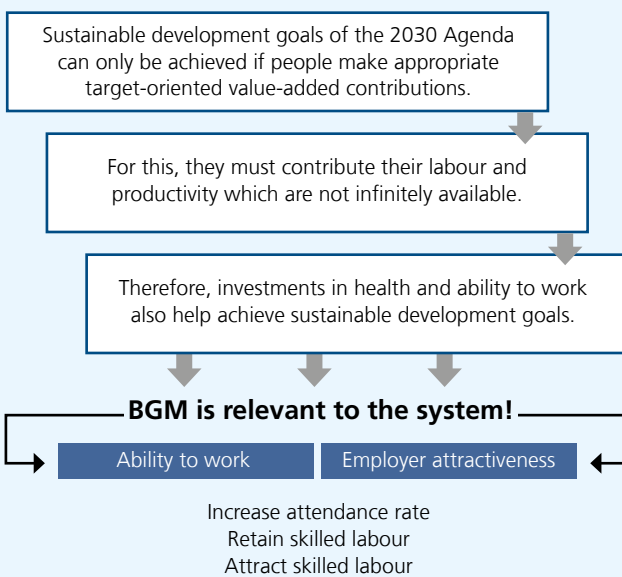 Sustainable development goals of the 2030 Agenda
can only be achieved if people make appropriate
target-oriented value-added contributions.
For this, they must contribute their labour and
productivity which are not infinitely available.
Therefore, investments in health and ability to work
also help achieve sustainable development goals.
BGM is relevant to the system!
Ability to work
Employer attractiveness
Increase attendance rate
Retain skilled labour
Attract skilled labour